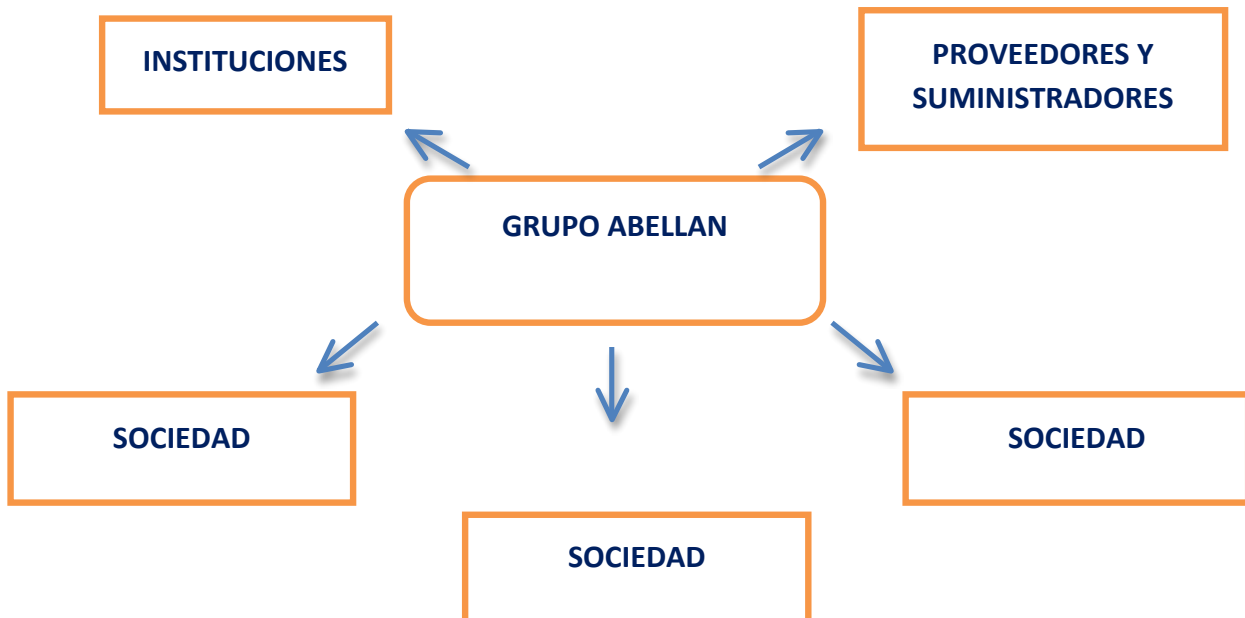 INSTITUCIONES
PROVEEDORES Y
SUMINISTRADORES
GRUPO ABELLAN
SOCIEDAD
SOCIEDAD
SOCIEDAD